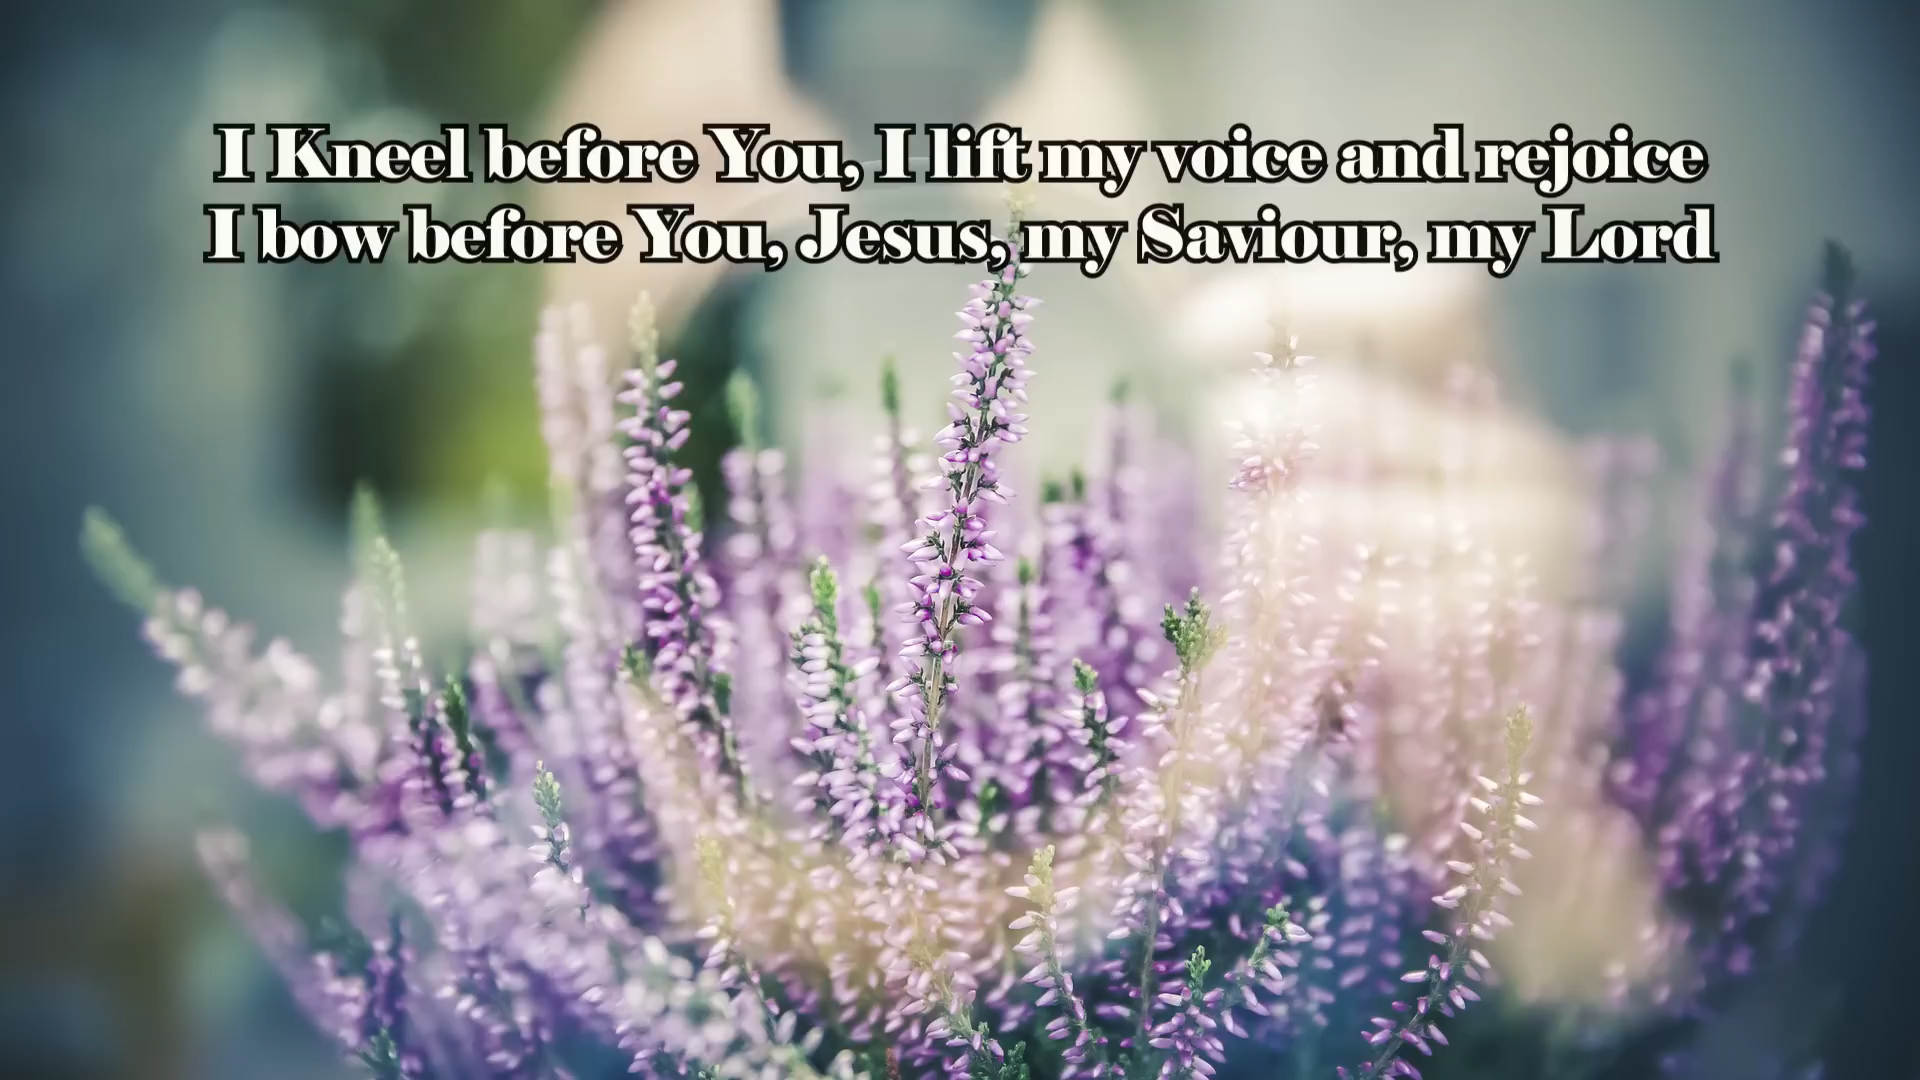 I Kneel before You, I lift my voice and rejoice
I bow before You, Jesus, my Saviour, my Lord